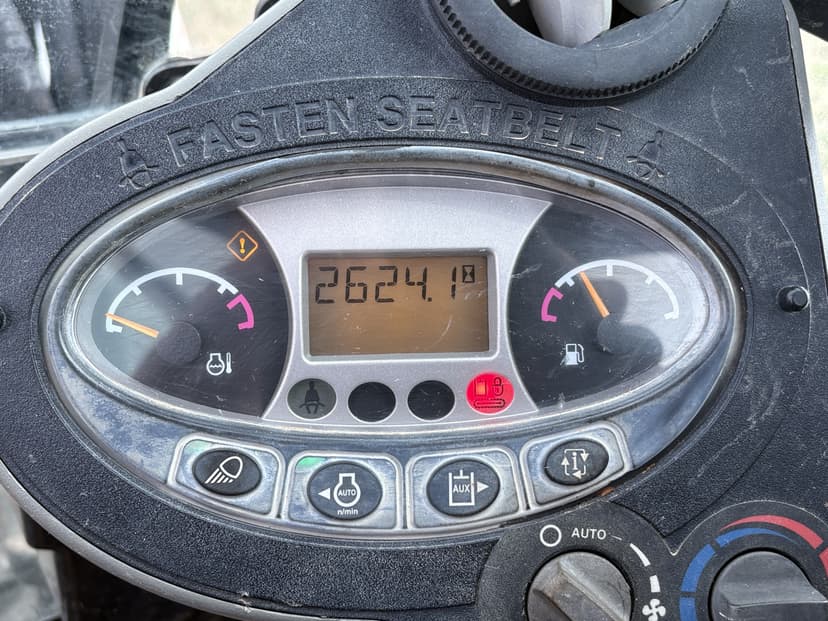 FASTEN SEATBELT
2624.1
AUTO
n/min
AUX
i
AUTO